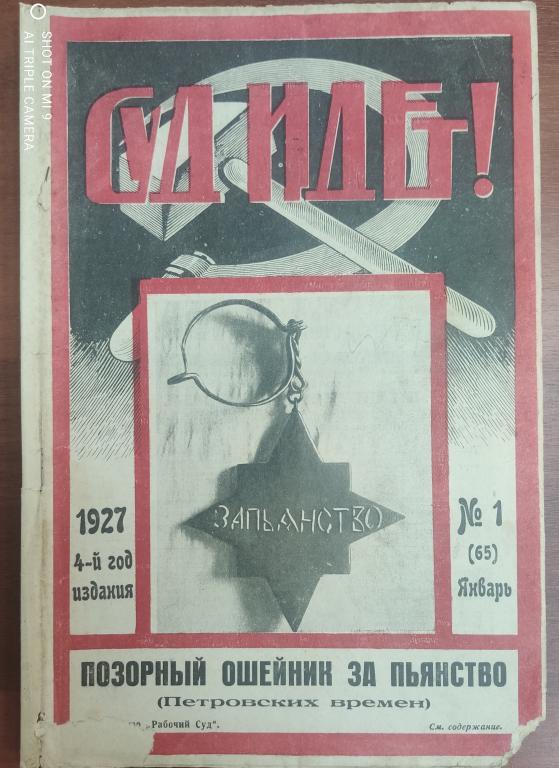 SHOT ON MI 9
AI TRIPLE CAMERA
СУД ИДЕТ!
ЗАПЬАНСТВО
1927
4-й год
издания
№ 1
(65)
Январь
ПОЗОРНЫЙ ОШЕЙНИК ЗА ПЬЯНСТВО
(Петровских времен)
„Рабочий Суд“.
См. содержание.